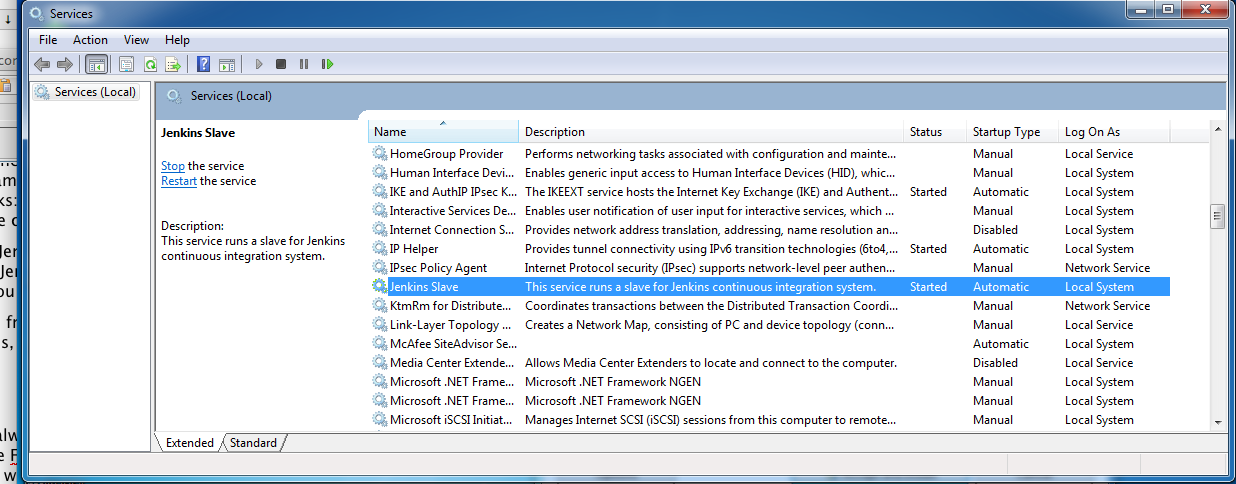 Services
File Action View Help
Services (Local)
Services (Local)
Jenkins Slave
Stop the service
Restart the service
Description:
This service runs a slave for Jenkins
continuous integration system.
Name Description Status Startup Type Log On As
HomeGroup Provider Performs networking tasks associated with configuration and mainte... Manual Local Service
Human Interface Devi... Enables generic input access to Human Interface Devices (HID), whic... Manual Local System
IKE and AuthIP IPsec K... The IKEEXT service hosts the Internet Key Exchange (IKE) and Authent... Started Automatic Local System
Interactive Services De... Enables user notification of user input for interactive services, which ... Manual Local System
Internet Connection S... Provides network address translation, addressing, name resolution an... Disabled Local System
IP Helper Provides tunnel connectivity using IPv6 transition technologies (6to4,... Started Automatic Local System
IPsec Policy Agent Internet Protocol security (IPsec) supports network-level peer authen... Manual Network Service
Jenkins Slave This service runs a slave for Jenkins continuous integration system. Started Automatic Local System
KtmRm for Distribute... Coordinates transactions between the Distributed Transaction Coordi... Manual Network Service
Link-Layer Topology ... Creates a Network Map, consisting of PC and device topology (conn... Manual Local Service
McAfee SiteAdvisor Se... Automatic Local System
Media Center Extende... Allows Media Center Extenders to locate and connect to the computer. Disabled Local Service
Microsoft .NET Frame... Microsoft .NET Framework NGEN Manual Local System
Microsoft .NET Frame... Microsoft .NET Framework NGEN Manual Local System
Microsoft iSCSI Initiat... Manages Internet SCSI (iSCSI) sessions from this computer to remote... Manual Local System
Extended Standard